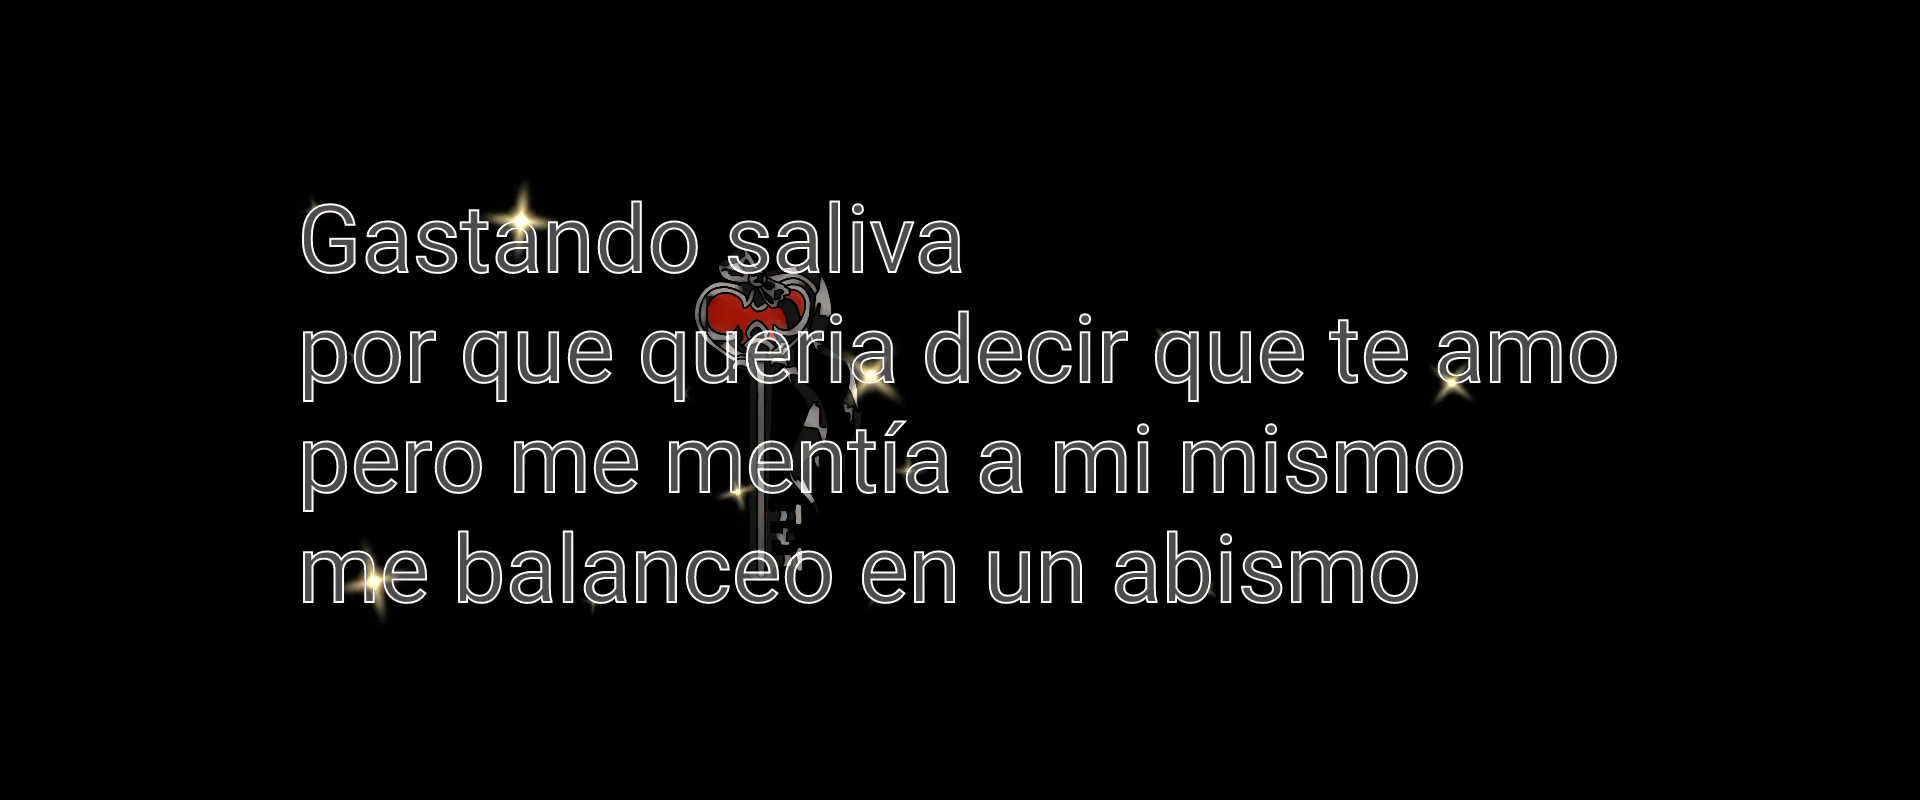 Gastando saliva
por que queria decir que te amo
pero me mentía a mi mismo
me balanceo en un abismo